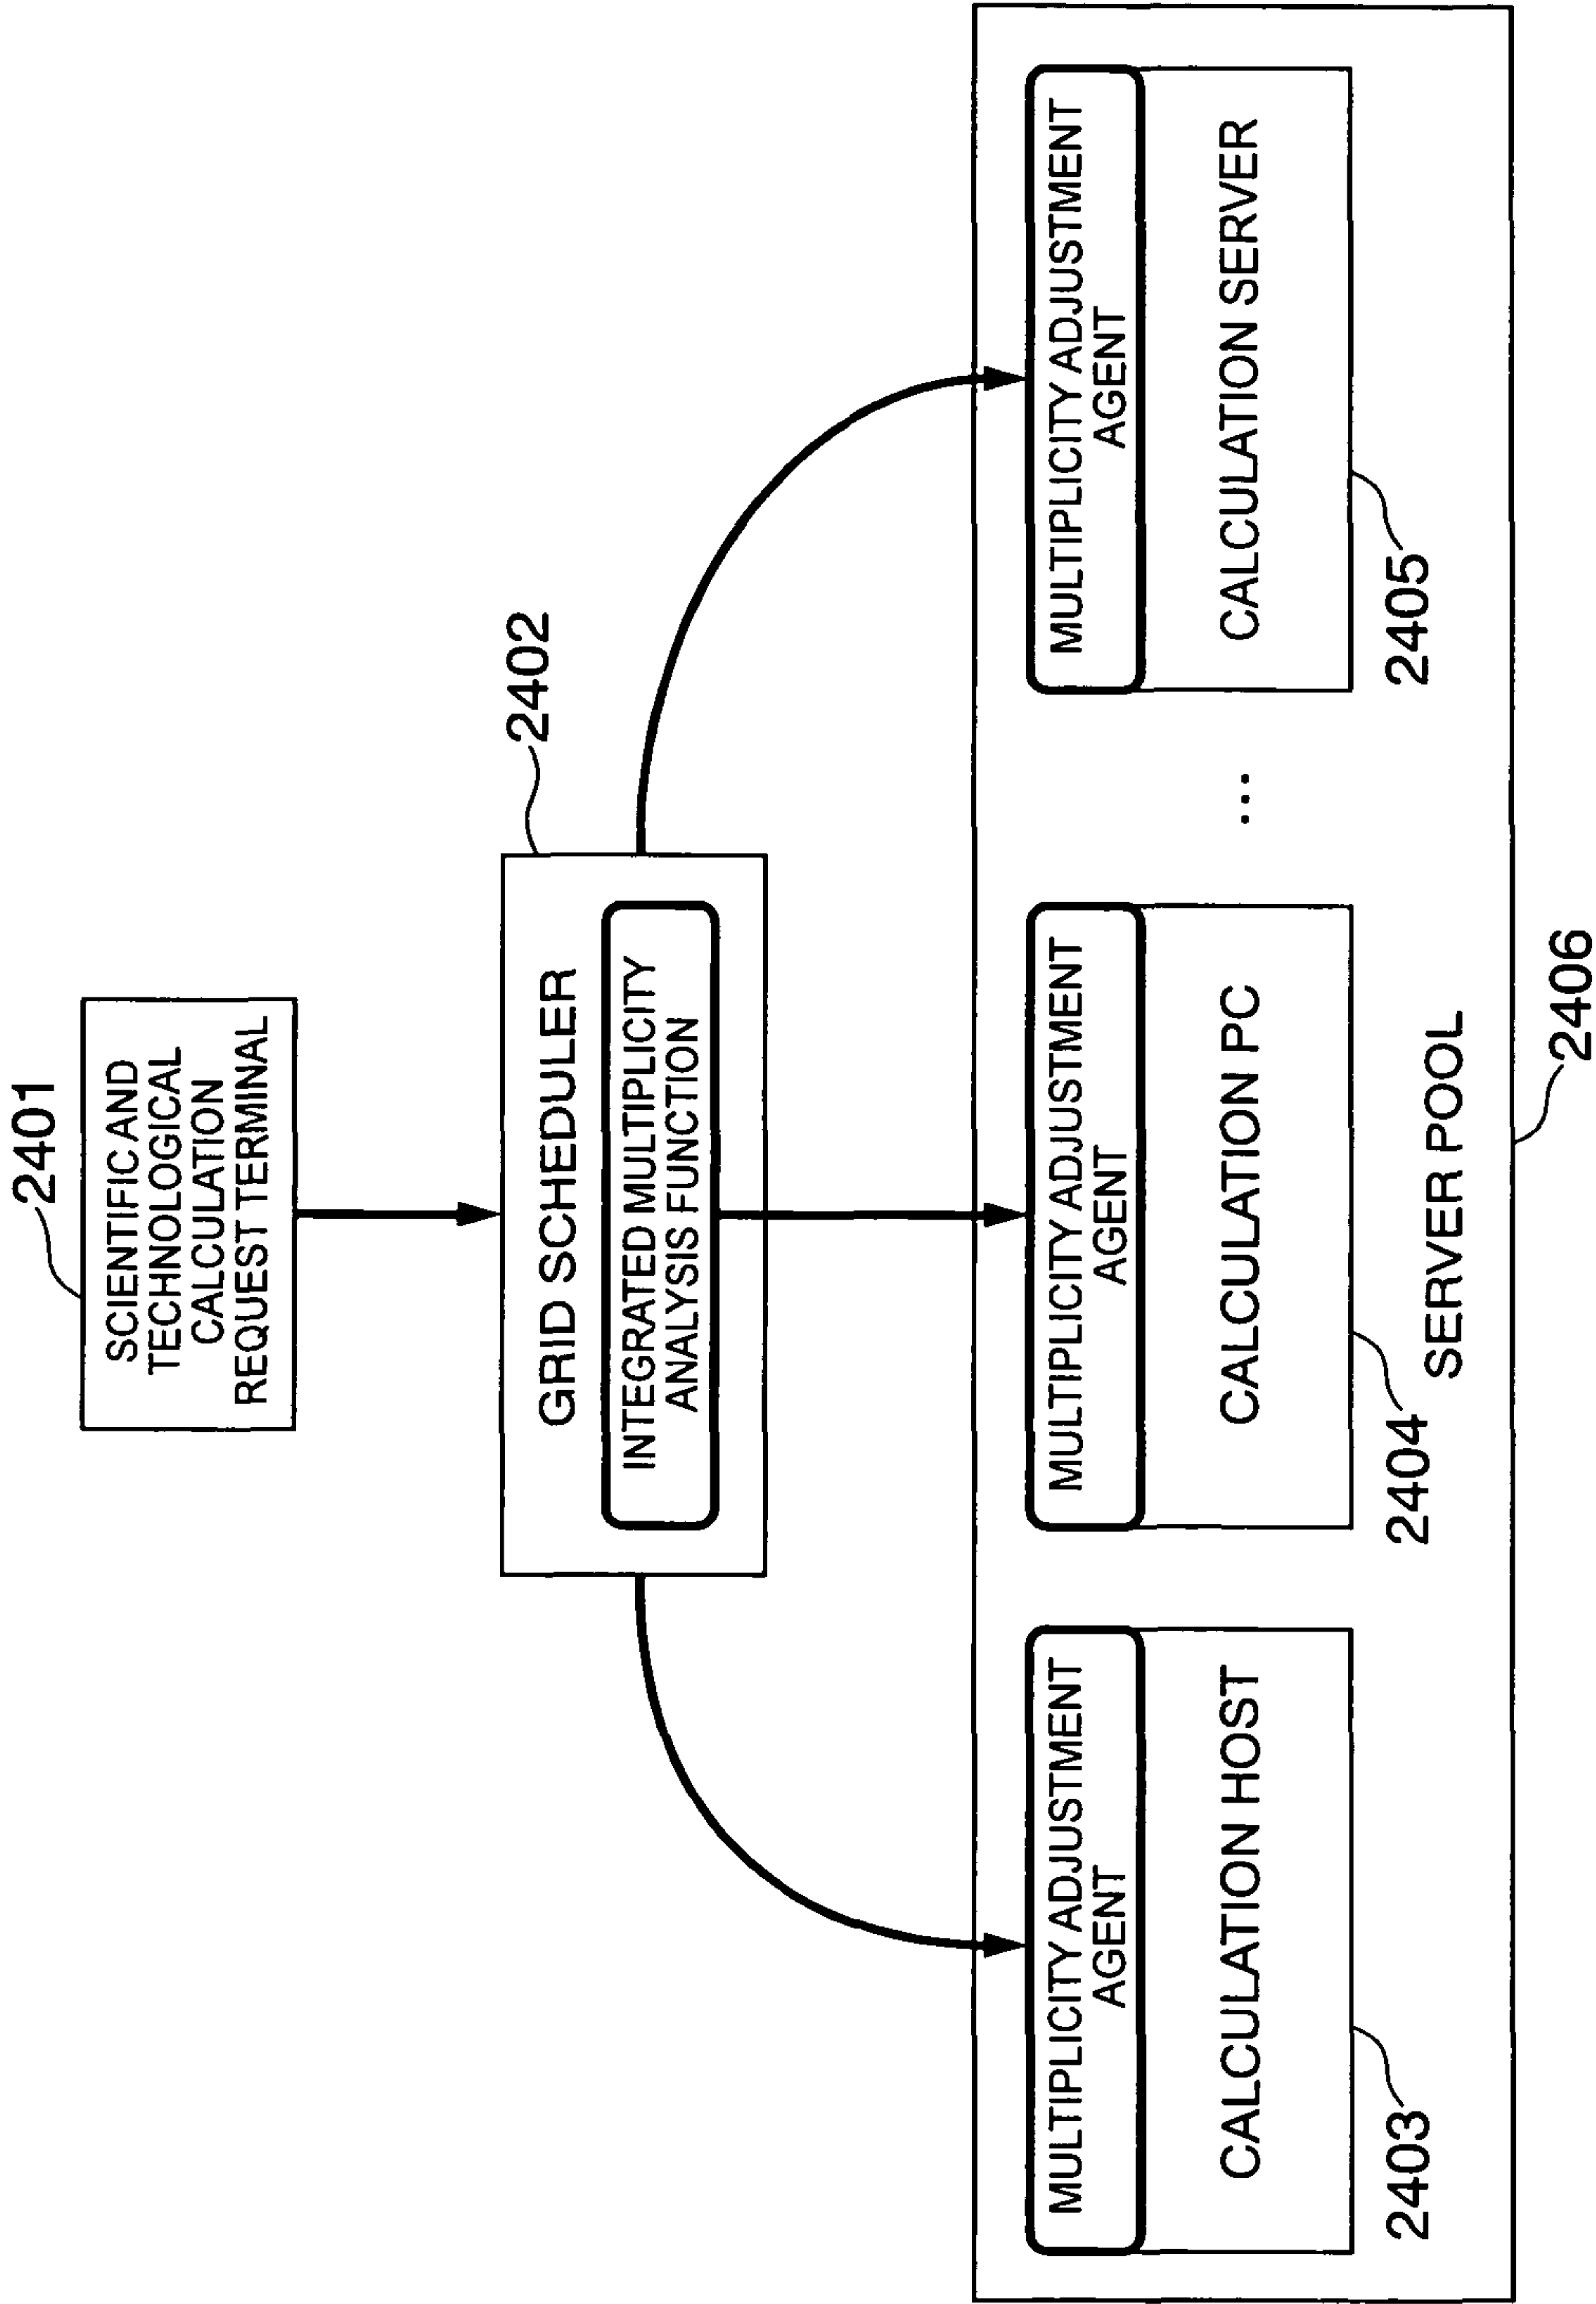 2401
SCIENTIFIC AND
TECHNOLOGICAL
CALCULATION
REQUEST TERMINAL
2402
GRID SCHEDULER
INTEGRATED MULTIPLICITY
ANALYSIS FUNCTION
MULTIPLICITY ADJUSTMENT
AGENT
CALCULATION HOST
2403
MULTIPLICITY ADJUSTMENT
AGENT
CALCULATION PC
2404
...
MULTIPLICITY ADJUSTMENT
AGENT
CALCULATION SERVER
2405
SERVER POOL
2406